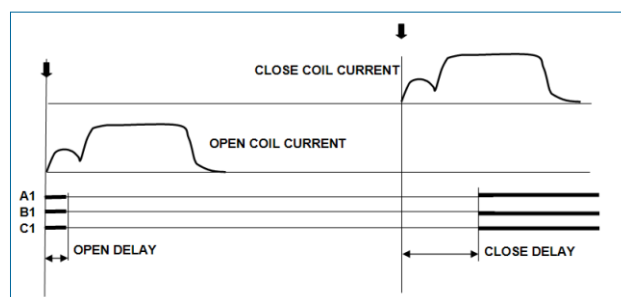 CLOSE COIL CURRENT
OPEN COIL CURRENT
A1
B1
C1
OPEN DELAY
CLOSE DELAY